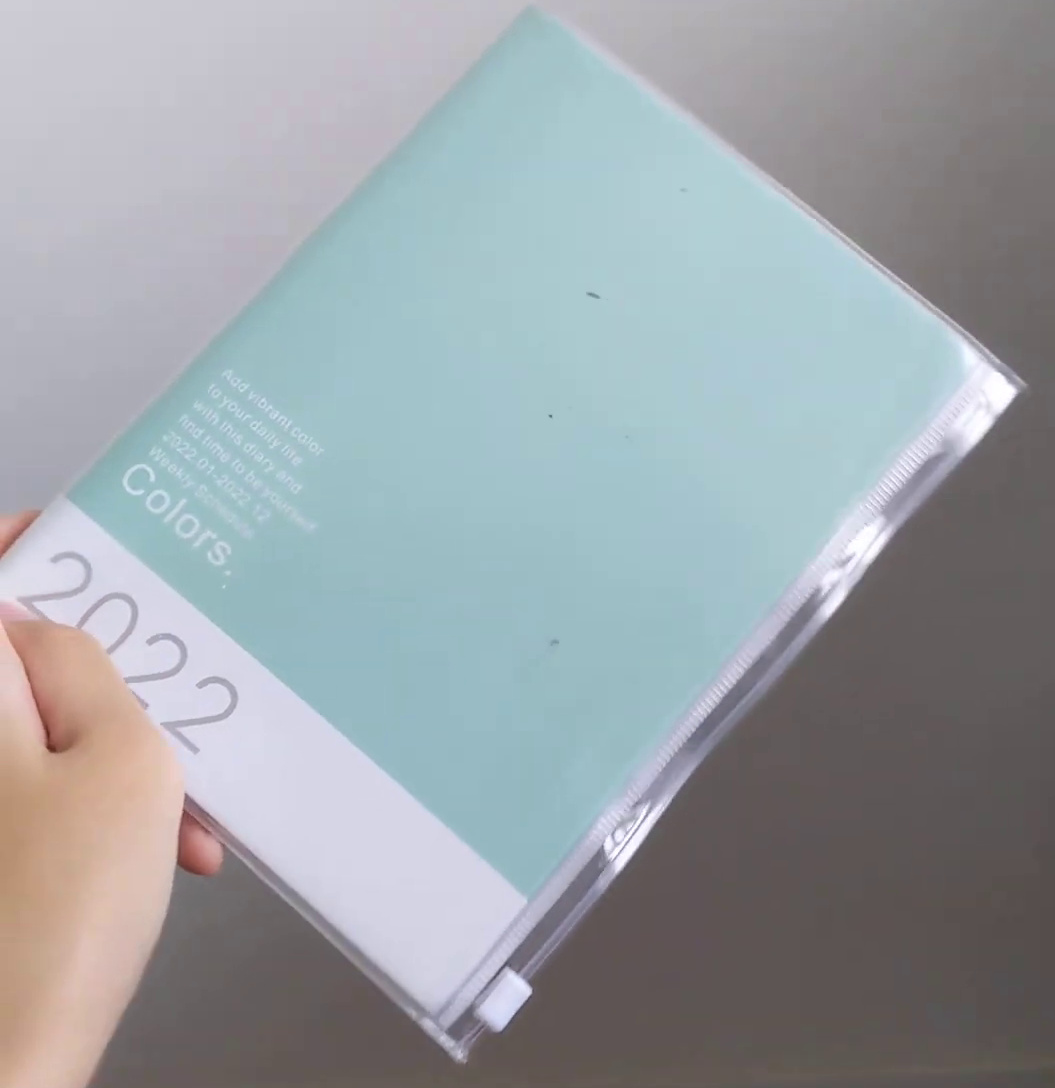 Add vibrant color
to your daily life
with this diary and
find time to be yourself
2022.01-2022.12
Weekly Schedule
Colors.
2022